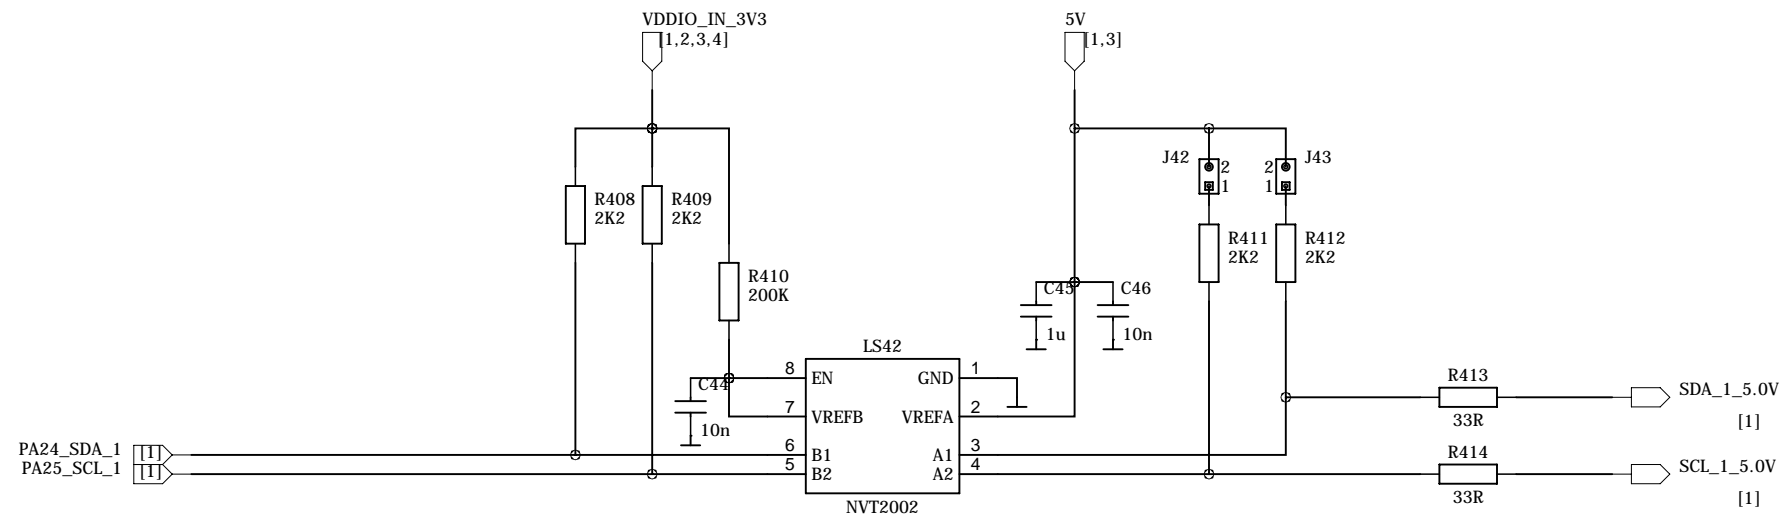 VDDIO_IN_3V3
[1,2,3,4]
5V
[1,3]
J42
2
1
2
1
J43
R408
2K2
R409
2K2
R411
2K2
R412
2K2
R410
200K
C45
1u
C46
10n
LS42
C44
10n
8
EN
GND
1
7
VREFB
VREFA
2
6
B1
A1
3
5
B2
A2
4
NVT2002
PA24_SDA_1
[1]
PA25_SCL_1
[1]
R413
33R
SDA_1_5.0V
[1]
R414
33R
SCL_1_5.0V
[1]